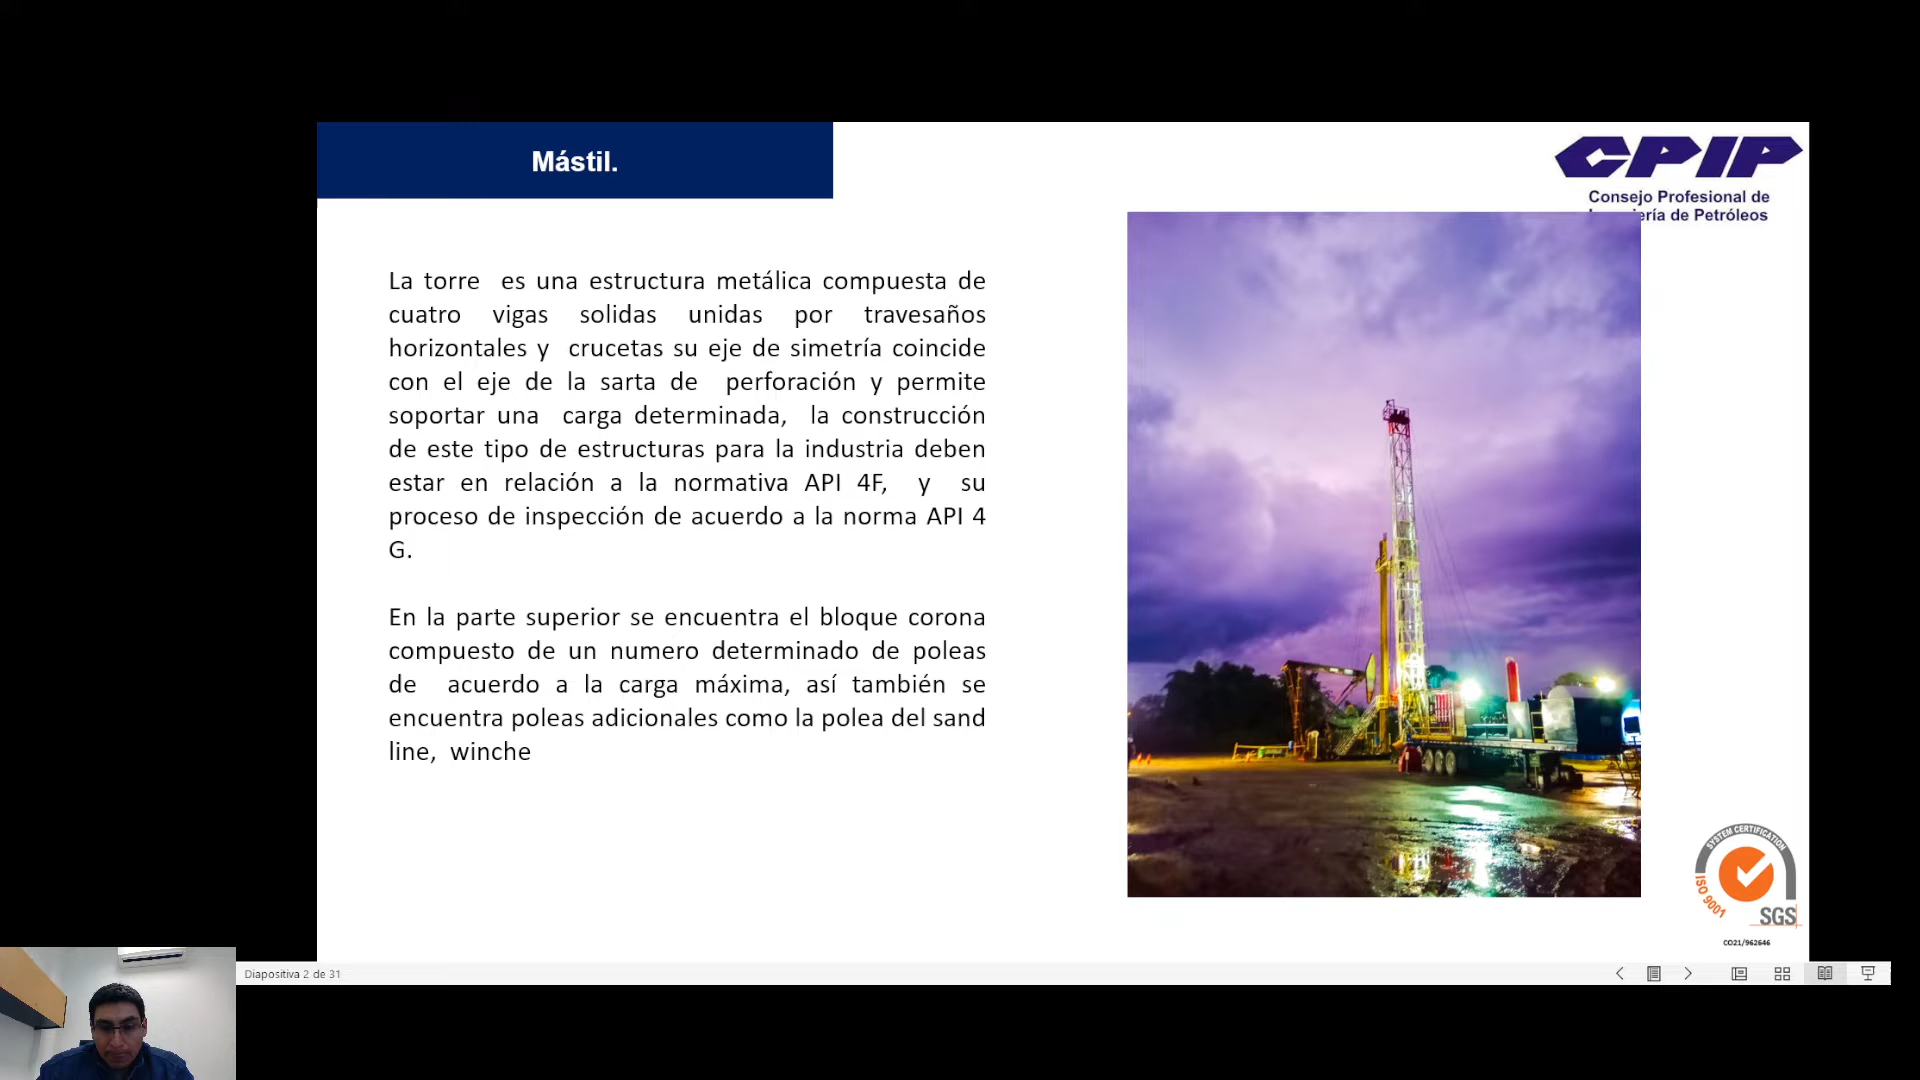 Mástil.
CPIP
Consejo Profesional de
ería de Petróleos
La torre es una estructura metálica compuesta de
cuatro vigas solidas unidas por travesaños
horizontales y crucetas su eje de simetría coincide
con el eje de la sarta de perforación y permite
soportar una carga determinada, la construcción
de este tipo de estructuras para la industria deben
estar en relación a la normativa API 4F, y su
proceso de inspección de acuerdo a la norma API 4
G.
En la parte superior se encuentra el bloque corona
compuesto de un numero determinado de poleas
de acuerdo a la carga máxima, así también se
encuentra poleas adicionales como la polea del sand
line, winche
SYSTEM CERTIFICATION
ISO 9001
SGS
CO21/962646
Diapositiva 2 de 31